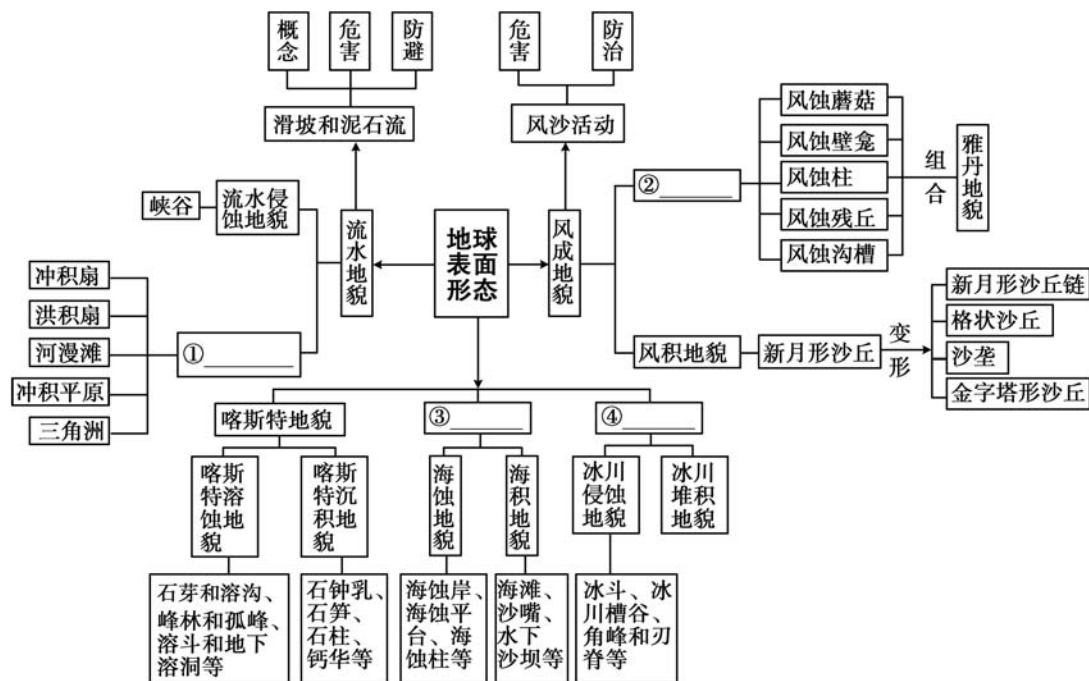 概念
危害
防避
危害
防治
滑坡和泥石流
风沙活动
风蚀蘑菇
风蚀壁龛
风蚀柱
风蚀残丘
风蚀沟槽
组合
雅丹地貌
②
峡谷
流水侵
蚀地貌
流水地貌
地球
表面
形态
风成地貌
冲积扇
洪积扇
河漫滩
冲积平原
三角洲
①
风积地貌
新月形沙丘
变形
新月形沙丘链
格状沙丘
沙垄
金字塔形沙丘
喀斯特地貌
③
④
喀斯
特溶
蚀地
貌
喀斯
特沉
积地
貌
海蚀地貌
海积地貌
冰川
侵蚀
地貌
冰川
堆积
地貌
石芽和溶沟、
峰林和孤峰、
溶斗和地下
溶洞等
石钟乳、
石笋、
石柱、
钙华等
海蚀岸、
海蚀平
台、海
蚀柱等
海滩、
沙嘴、
水下
沙坝等
冰斗、冰
川槽谷、
角峰和刃
脊等